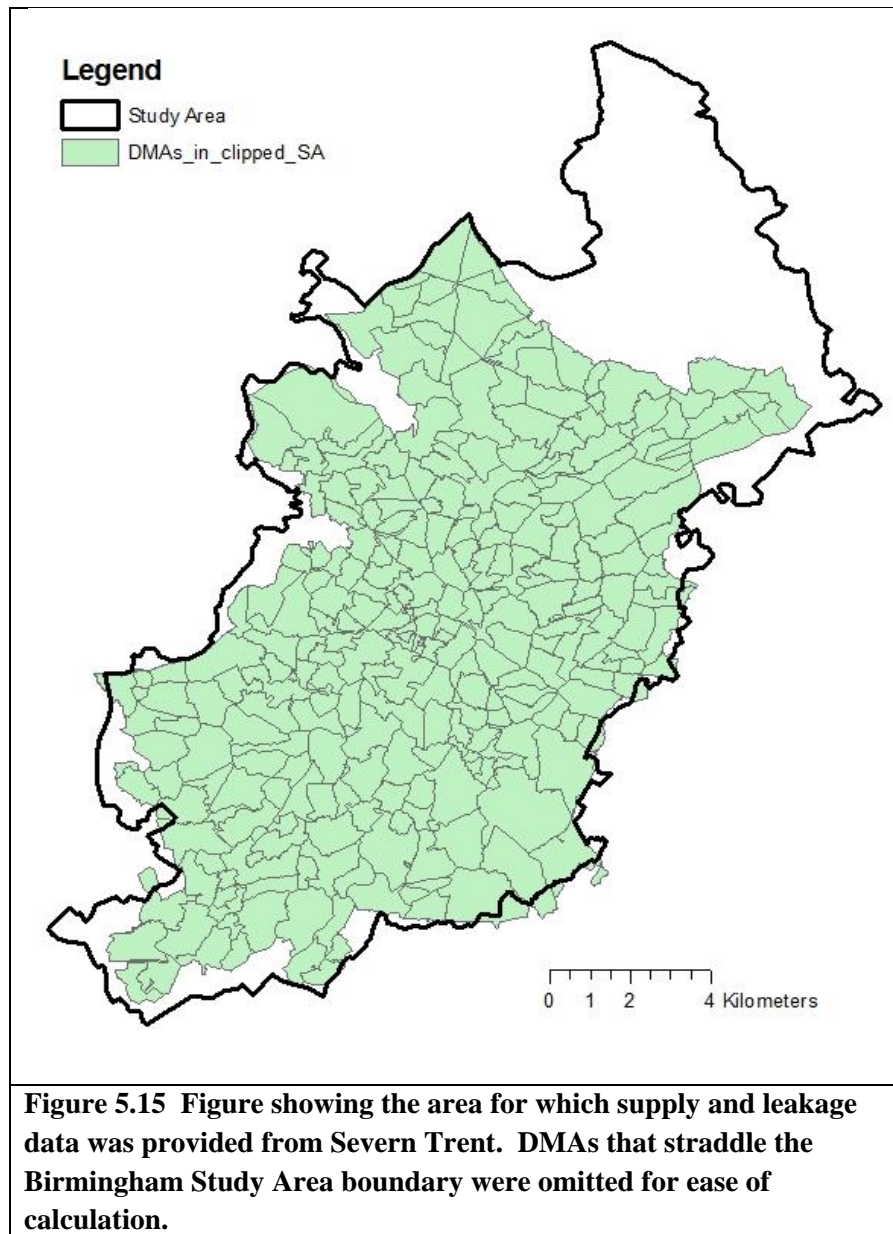 Legend
Study Area
DMAs_in_clipped_SA
0 1 2 4 Kilometers
Figure 5.15 Figure showing the area for which supply and leakage
data was provided from Severn Trent. DMAs that straddle the
Birmingham Study Area boundary were omitted for ease of
calculation.